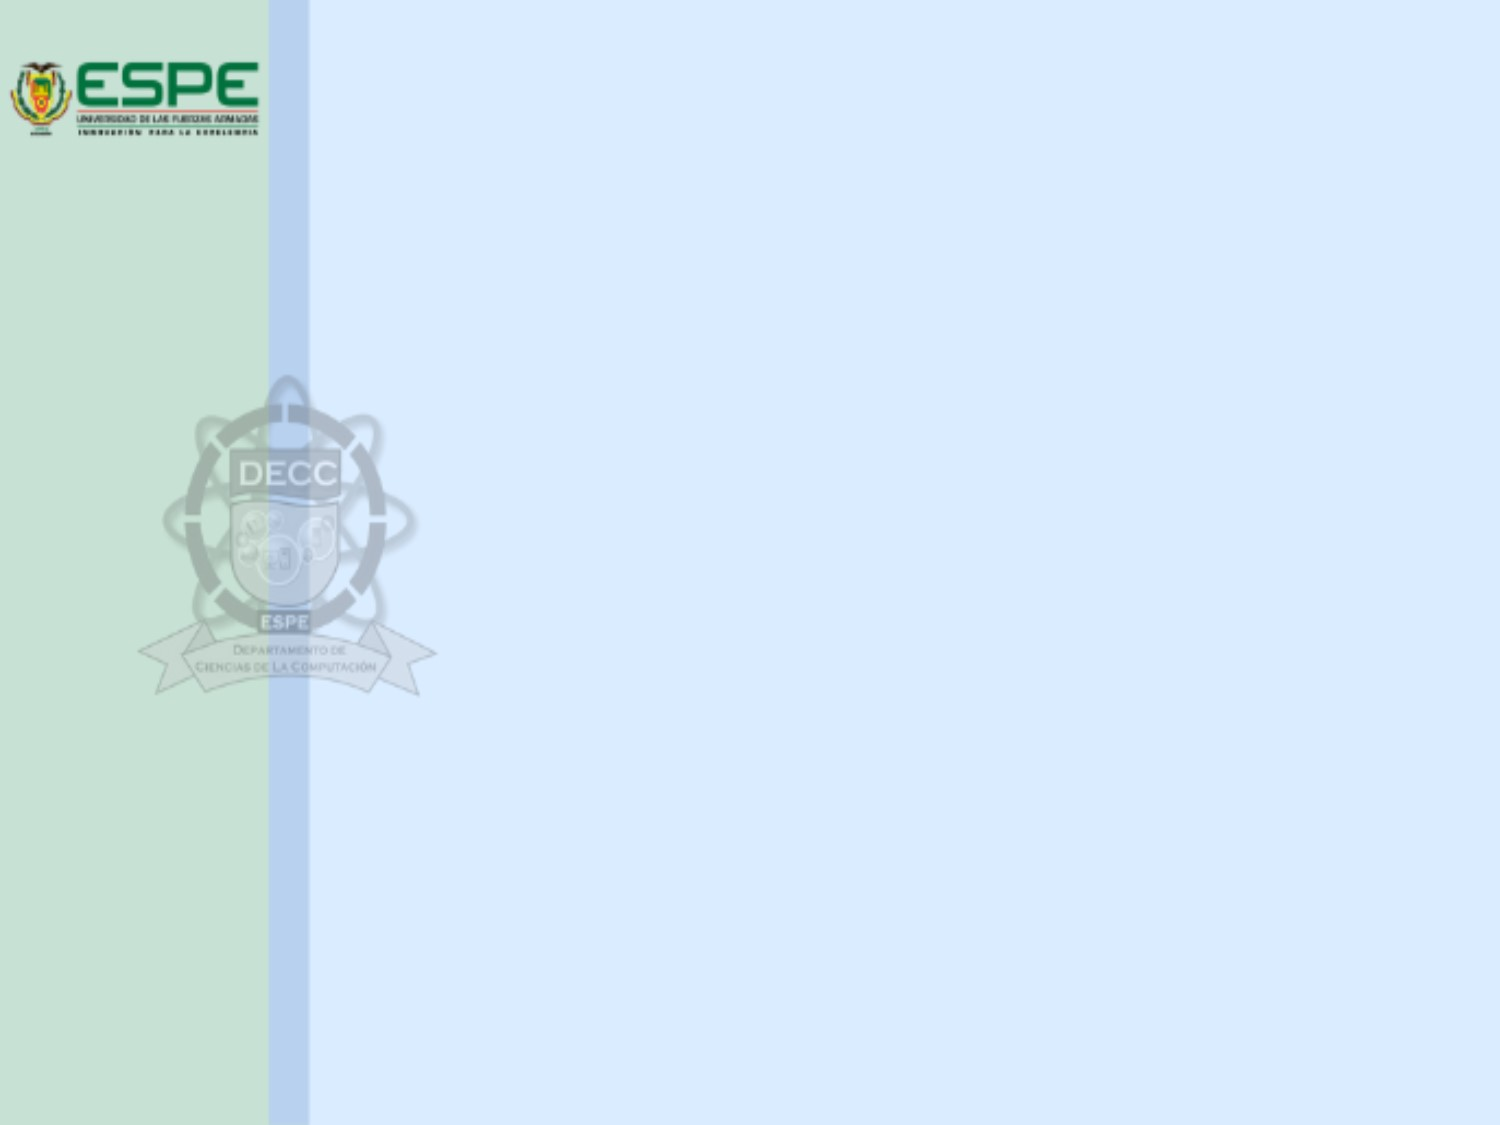 ESPE
UNIVERSIDAD DE LAS FUERZAS ARMADAS
INNOVACIÓN PARA LA EXCELENCIA
DECC
ESPE
DEPARTAMENTO DE
CIENCIAS DE LA COMPUTACIÓN